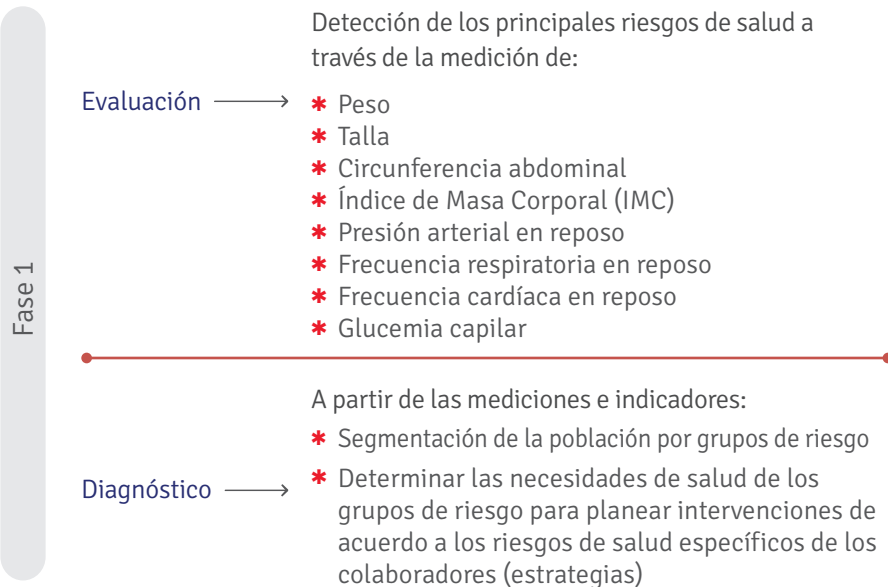 Fase 1
Detección de los principales riesgos de salud a
través de la medición de:
Evaluación
✱ Peso
✱ Talla
✱ Circunferencia abdominal
✱ Índice de Masa Corporal (IMC)
✱ Presión arterial en reposo
✱ Frecuencia respiratoria en reposo
✱ Frecuencia cardíaca en reposo
✱ Glucemia capilar
A partir de las mediciones e indicadores:
✱ Segmentación de la población por grupos de riesgo
Diagnóstico
✱ Determinar las necesidades de salud de los
grupos de riesgo para planear intervenciones de
acuerdo a los riesgos de salud específicos de los
colaboradores (estrategias)